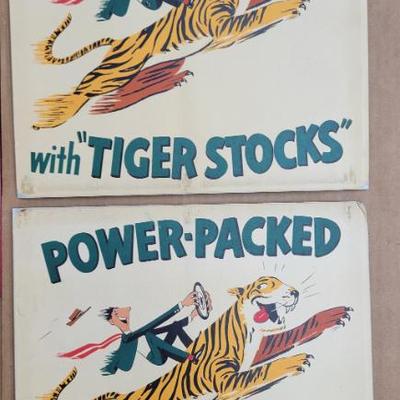 with "TIGER STOCKS"
POWER-PACKED